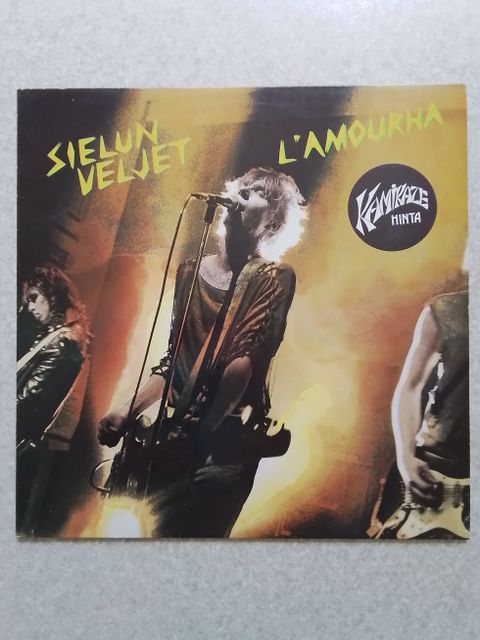 SIELUN
VELJET
L'AMOURHA
KAMIKAZE
HINTA